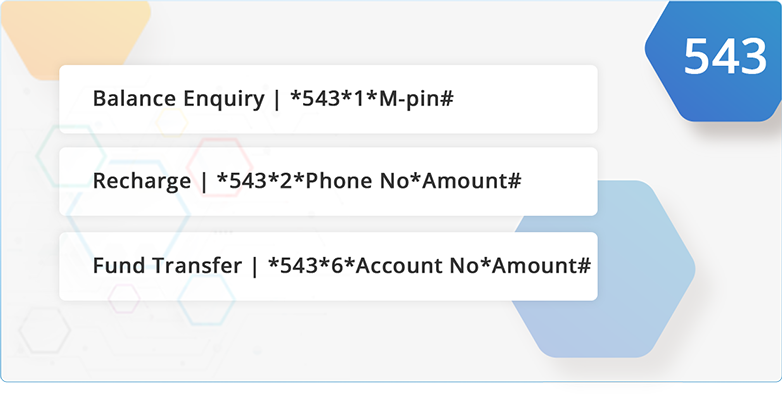 543
Balance Enquiry | *543*1*M-pin#
Recharge | *543*2*Phone No*Amount#
Fund Transfer | *543*6*Account No*Amount#